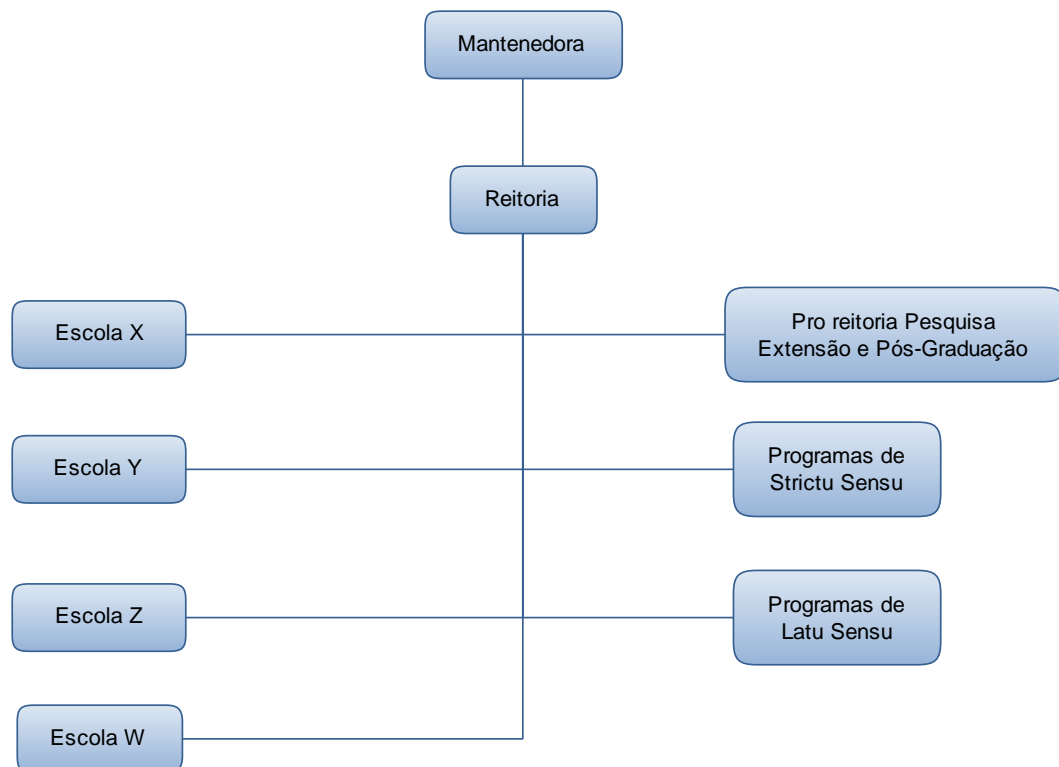 Mantenedora
Reitoria
Escola X
Pro reitoria Pesquisa
Extensão e Pós-Graduação
Escola Y
Programas de
Strictu Sensu
Escola Z
Programas de
Latu Sensu
Escola W